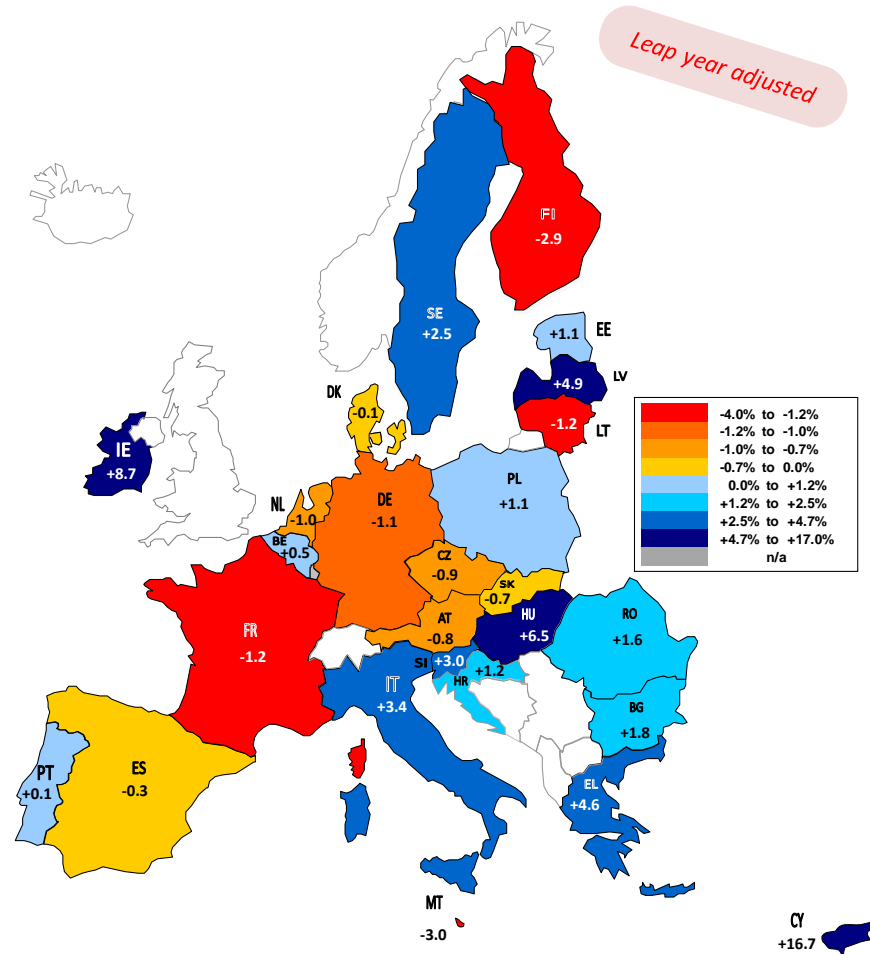 Leap year adjusted
FI
-2.9
SE
+2.5
+1.1
EE
+4.9
LV
-1.2
LT
DK
-0.1
IE
+8.7
-4.0% to -1.2%
-1.2% to -1.0%
-1.0% to -0.7%
-0.7% to 0.0%
0.0% to +1.2%
+1.2% to +2.5%
+2.5% to +4.7%
+4.7% to +17.0%
n/a
NL
-1.0
DE
-1.1
PL
+1.1
BE
+0.5
CZ
-0.9
SK
-0.7
AT
-0.8
HU
+6.5
RO
+1.6
FR
-1.2
SI
+3.0
+1.2
HR
IT
+3.4
BG
+1.8
PT
+0.1
ES
-0.3
EL
+4.6
MT
-3.0
CY
+16.7